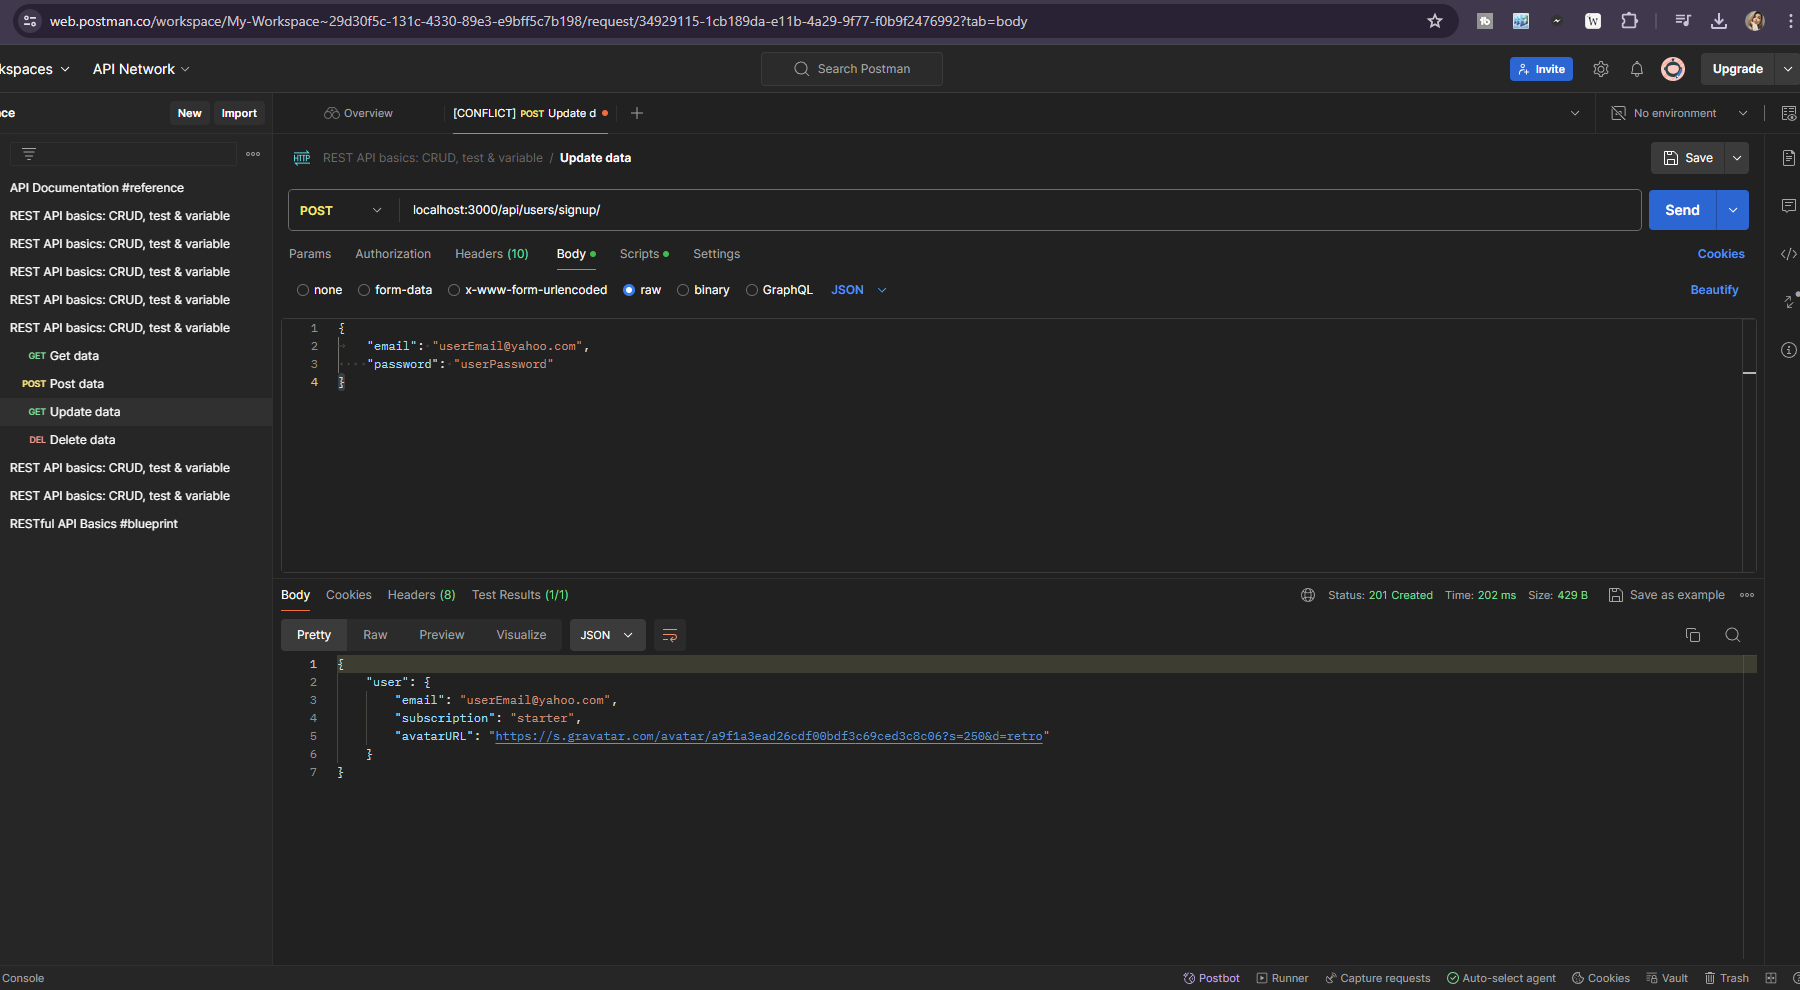 web.postman.co/workspace/My-Workspace~29d30f5c-131c-4330-89e3-e9bff5c7b198/request/34929115-1cb189da-e11b-4a29-9f77-f0b9f2476992?tab=body
kspaces API Network Search Postman Invite Upgrade
ce New Import Overview [CONFLICT] POST Update d No environment
REST API basics: CRUD, test & variable / Update data Save
API Documentation #reference
REST API basics: CRUD, test & variable
REST API basics: CRUD, test & variable
REST API basics: CRUD, test & variable
REST API basics: CRUD, test & variable
REST API basics: CRUD, test & variable
GET Get data
POST Post data
GET Update data
DEL Delete data
REST API basics: CRUD, test & variable
REST API basics: CRUD, test & variable
RESTful API Basics #blueprint
POST localhost:3000/api/users/signup/ Send
Params Authorization Headers (10) Body Scripts Settings Cookies
none form-data x-www-form-urlencoded raw binary GraphQL JSON Beautify
1 {
2 "email": "userEmail@yahoo.com",
3 "password": "userPassword"
4 }
Body Cookies Headers (8) Test Results (1/1) Status: 201 Created Time: 202 ms Size: 429 B Save as example
Pretty Raw Preview Visualize JSON
1 {
2 "user": {
3 "email": "userEmail@yahoo.com",
4 "subscription": "starter",
5 "avatarURL": "https://s.gravatar.com/avatar/a9f1a3ead26cdf00bdf3c69ced3c8c06?s=250&d=retro"
6 }
7 }
Console Postbot Runner Capture requests Auto-select agent Cookies Vault Trash